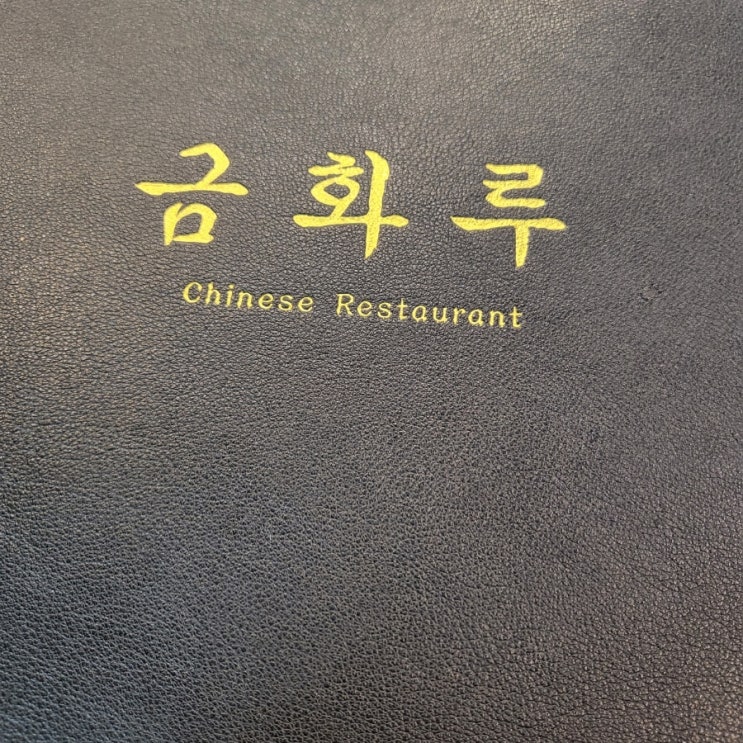 금화루
Chinese Restaurant